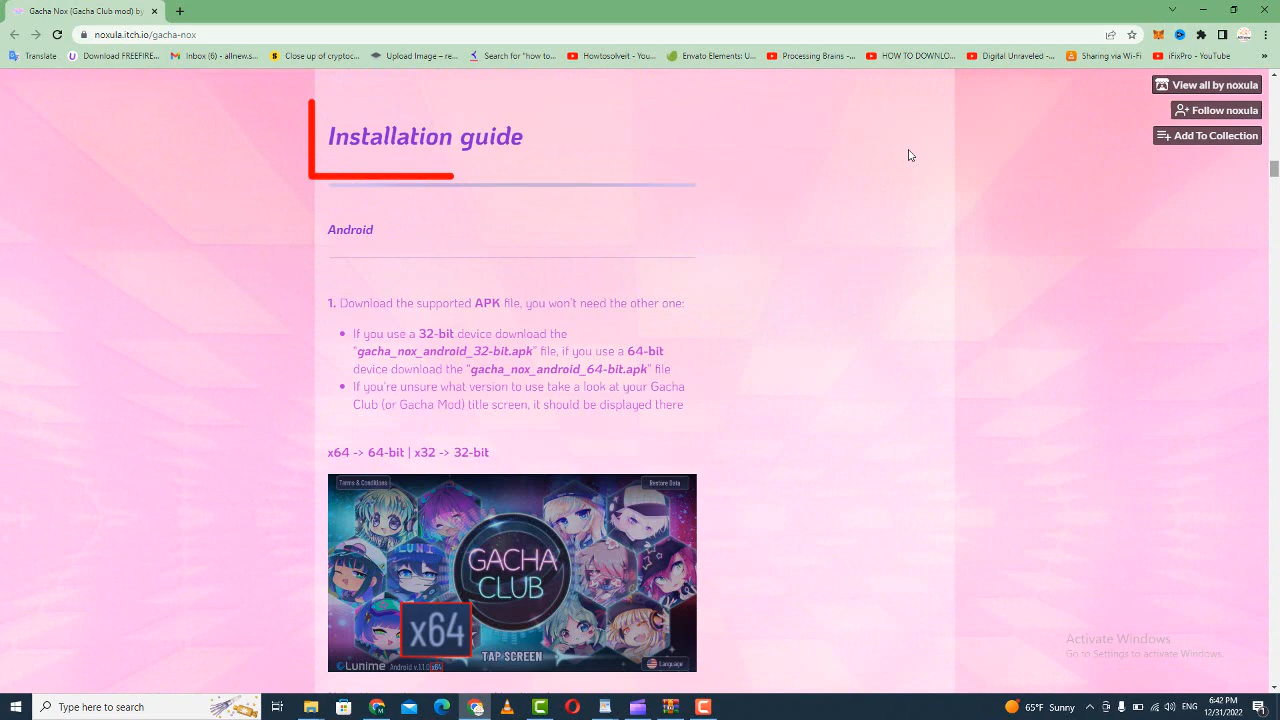 Gacha Nox (Gacha Club mod) by
noxula.itch.io/gacha-nox
Translate
Download FREEFIRE...
Inbox (6) - allnew.s...
Close up of cryptoc...
Upload your image...
Search for "how to...
Howtosolveit - You...
Envato Elements: U...
Processing Brains -...
HOW TO DOWNLO...
Digital Unraveled -...
Sharing via Wi-Fi
iFixPro - YouTube
View all by noxula
Follow noxula
Add To Collection
Installation guide
Android
1. Download the supported APK file, you won't need the other one:
If you use a 32-bit device download the
"gacha_nox_android_32-bit.apk" file, if you use a 64-bit
device download the "gacha_nox_android_64-bit.apk" file
If you're unsure what version to use take a look at your Gacha
Club (or Gacha Mod) title screen, it should be displayed there
x64 -> 64-bit | x32 -> 32-bit
Terms & Conditions
Restore Data
LUNI
GACHA
CLUB
x64
TAP SCREEN
Lunime
Android v.1.1.0 x64
Language
Activate Windows
Go to Settings to activate Windows.
Type here to search
65°F Sunny
6:42 PM
12/31/2022